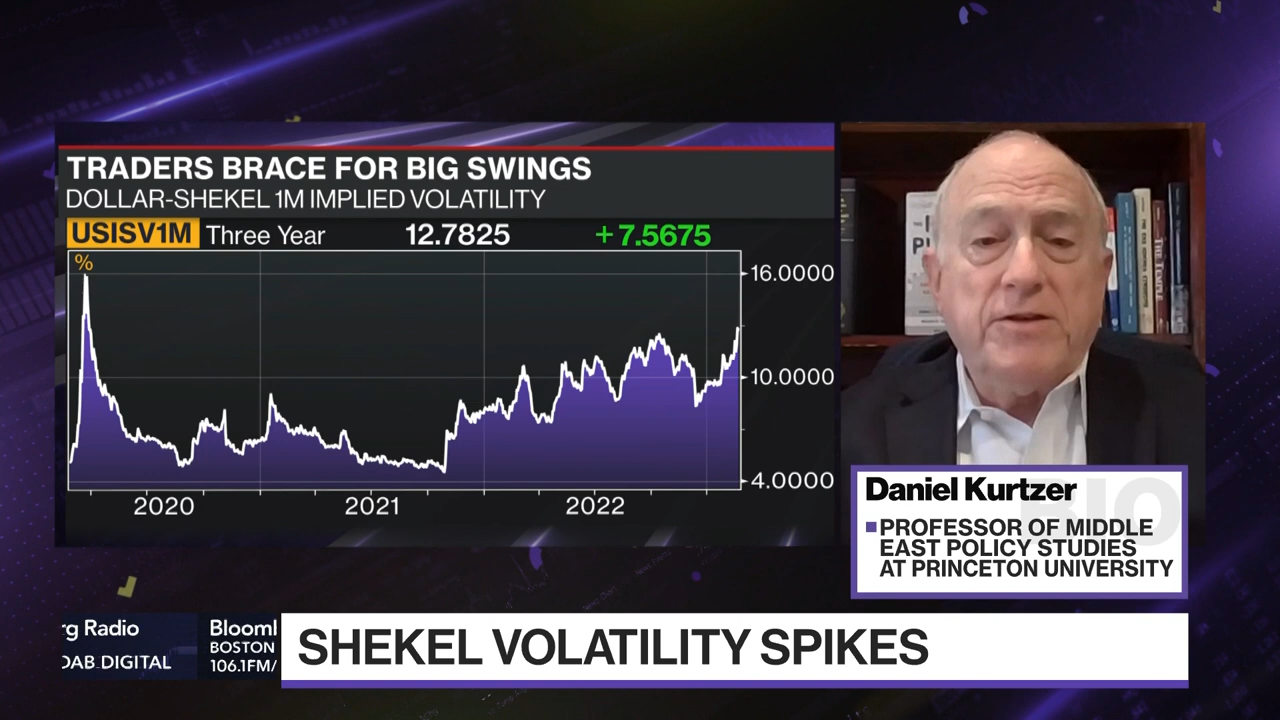 TRADERS BRACE FOR BIG SWINGS
DOLLAR-SHEKEL 1M IMPLIED VOLATILITY
USISV1M Three Year 12.7825 +7.5675
%
16.0000
10.0000
4.0000
2020 2021 2022
BIO
Daniel Kurtzer
PROFESSOR OF MIDDLE
EAST POLICY STUDIES
AT PRINCETON UNIVERSITY
rg Radio
DAB DIGITAL
Bloom
BOSTON
106.1FM/
SHEKEL VOLATILITY SPIKES